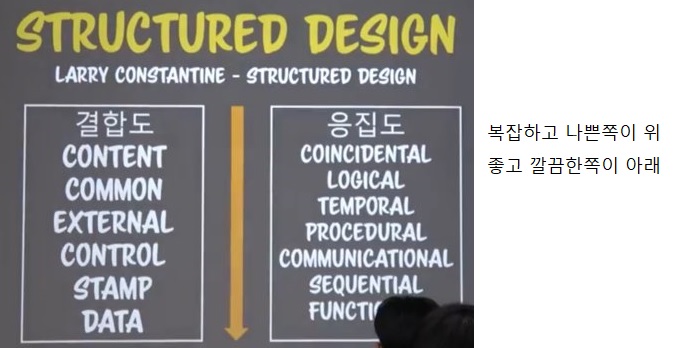 STRUCTURED DESIGN
LARRY CONSTANTINE - STRUCTURED DESIGN
결합도
CONTENT
COMMON
EXTERNAL
CONTROL
STAMP
DATA
응집도
COINCIDENTAL
LOGICAL
TEMPORAL
PROCEDURAL
COMMUNICATIONAL
SEQUENTIAL
복잡하고 나쁜쪽이 위
좋고 깔끔한쪽이 아래